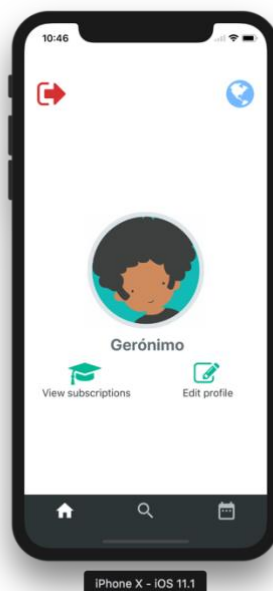 10:46
Gerónimo
View subscriptions
Edit profile
iPhone X - iOS 11.1